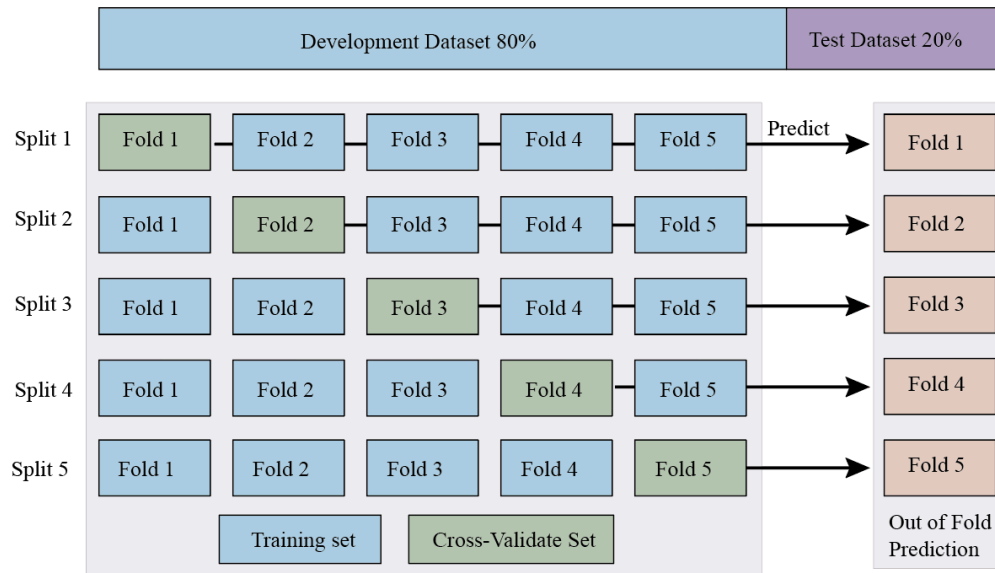 Development Dataset 80%
Test Dataset 20%
Split 1
Fold 1
Fold 2
Fold 3
Fold 4
Fold 5
Predict
Fold 1
Split 2
Fold 1
Fold 2
Fold 3
Fold 4
Fold 5
Fold 2
Split 3
Fold 1
Fold 2
Fold 3
Fold 4
Fold 5
Fold 3
Split 4
Fold 1
Fold 2
Fold 3
Fold 4
Fold 5
Fold 4
Split 5
Fold 1
Fold 2
Fold 3
Fold 4
Fold 5
Fold 5
Training set
Cross-Validate Set
Out of Fold
Prediction